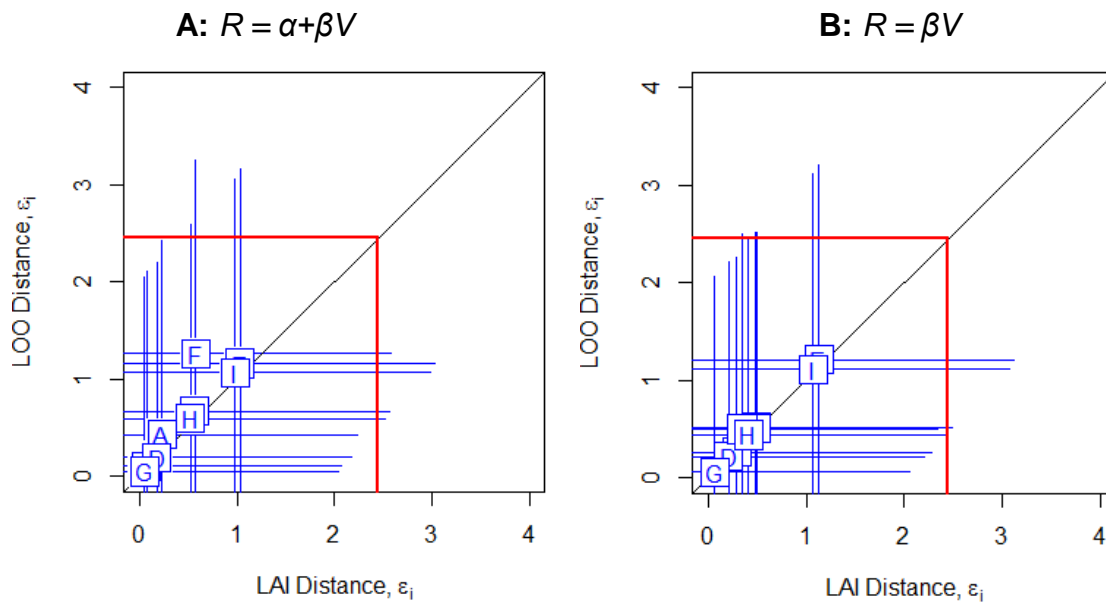 A: R = α+βV
4
3
2
1
0
LOO Distance, εi
F
I
H
A
D
G
0 1 2 3 4
LAI Distance, εi
B: R = βV
4
3
2
1
0
LOO Distance, εi
I
H
D
G
0 1 2 3 4
LAI Distance, εi